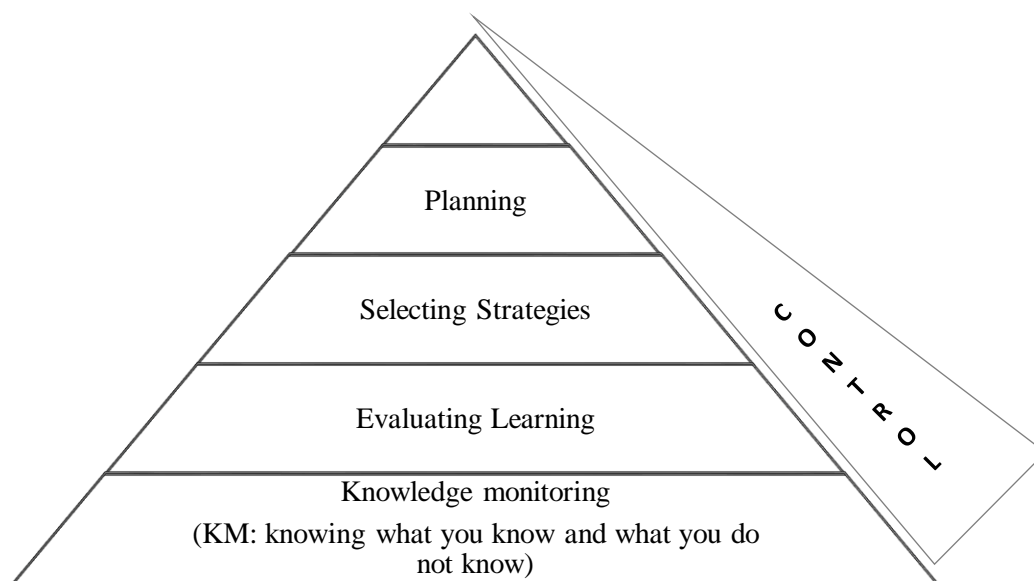 Planning
Selecting Strategies
CONTROL
Evaluating Learning
Knowledge monitoring
(KM: knowing what you know and what you do
not know)